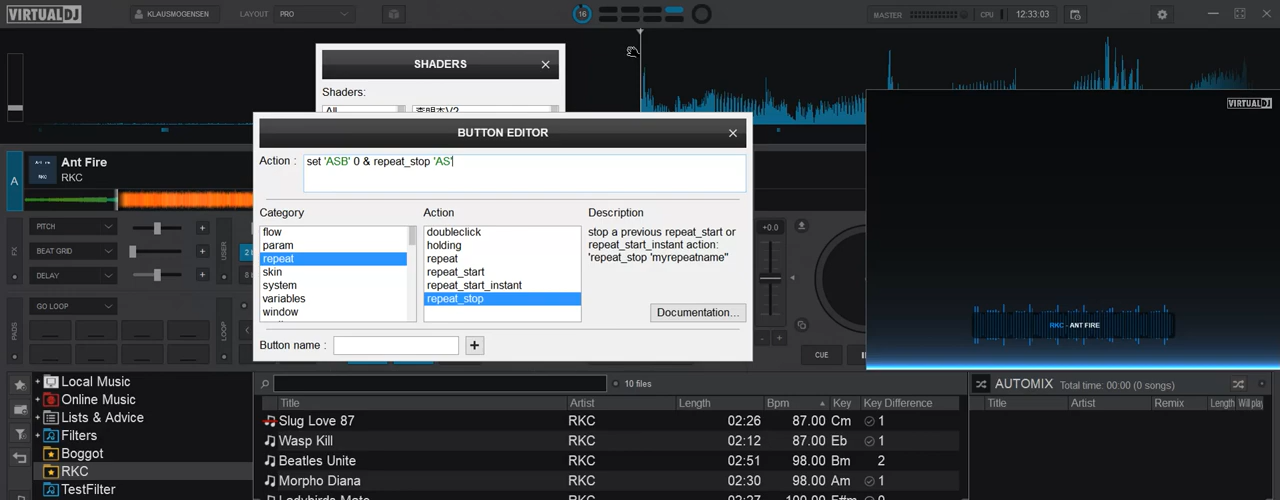 VIRTUALDJ
KLAUSMOGENSEN
LAYOUT
PRO
16
MASTER
CPU
12:33:03
SHADERS
Shaders:
BUTTON EDITOR
Action :
set 'ASB' 0 & repeat_stop 'AS'
Category
Action
Description
flow
param
repeat
skin
system
variables
window
doubleclick
holding
repeat
repeat_start
repeat_start_instant
repeat_stop
stop a previous repeat_start or
repeat_start_instant action:
'repeat_stop 'myrepeatname''
Documentation...
Button name :
+
A
Ant Fire
RKC
FX
PITCH
BEAT GRID
DELAY
USER
GO LOOP
PADS
LOOP
+0.0
CUE
VIRTUALDJ
RKC - ANT FIRE
Local Music
Online Music
Lists & Advice
Filters
Boggot
RKC
TestFilter
10 files
Title Artist Length Bpm Key Key Difference
Slug Love 87 RKC 02:26 87.00 Cm 1
Wasp Kill RKC 02:12 87.00 Eb 1
Beatles Unite RKC 02:51 98.00 Bm 2
Morpho Diana RKC 02:30 98.00 Am 1
AUTOMIX Total time: 00:00 (0 songs)
Title Artist Remix Length Will play